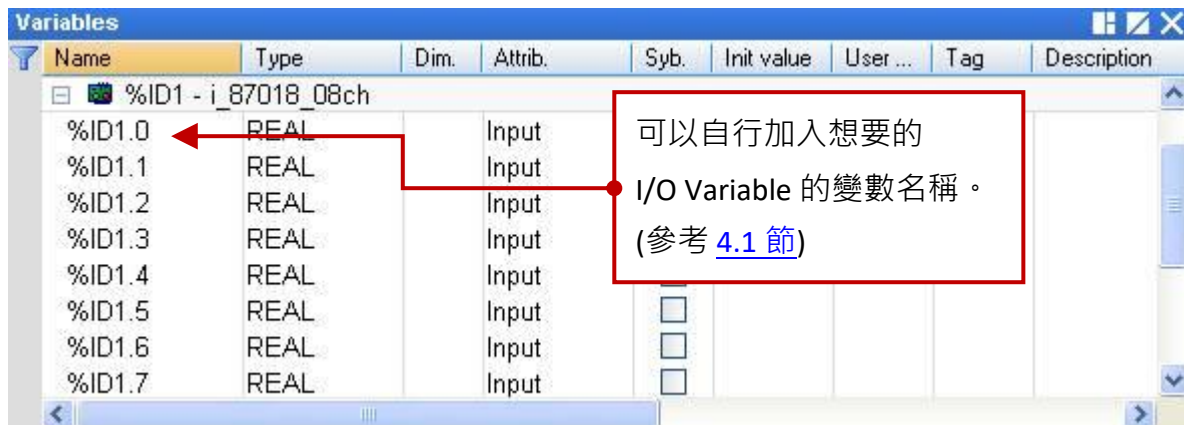 Variables
Name Type Dim. Attrib. Syb. Init value User ... Tag Description
%ID1 - i_87018_08ch
%ID1.0 REAL Input
%ID1.1 REAL Input
%ID1.2 REAL Input
%ID1.3 REAL Input
%ID1.4 REAL Input
%ID1.5 REAL Input
%ID1.6 REAL Input
%ID1.7 REAL Input
可以自行加入想要的
I/O Variable 的變數名稱。
(參考 4.1 節)